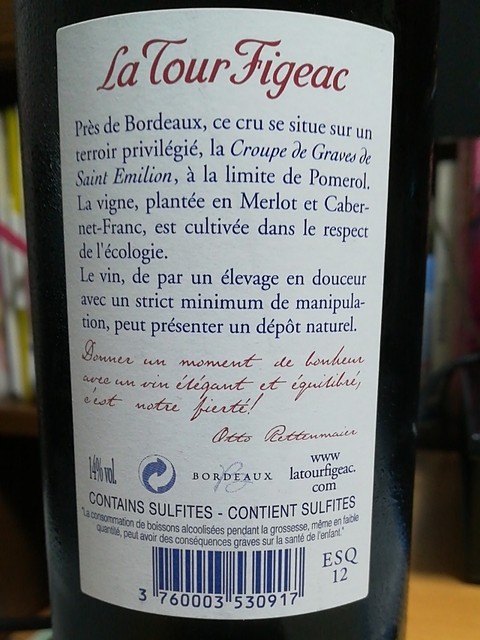 La Tour Figeac
Près de Bordeaux, ce cru se situe sur un
terroir privilégié, la Croupe de Graves de
Saint Emilion, à la limite de Pomerol.
La vigne, plantée en Merlot et Caber-
net-Franc, est cultivée dans le respect
de l'écologie.
Le vin, de par un élevage en douceur
avec un strict minimum de manipula-
tion, peut présenter un dépôt naturel.
Donner un moment de bonheur
avec un vin élégant et équilibré,
c'est notre fierté!
Otto Rettenmaier
14% vol.
BORDEAUX
www
latourfigeac.
com
CONTAINS SULFITES - CONTIENT SULFITES
"La consommation de boissons alcoolisées pendant la grossesse, même en faible
quantité, peut avoir des conséquences graves sur la santé de l'enfant."
ESQ
12
3 760003 530917